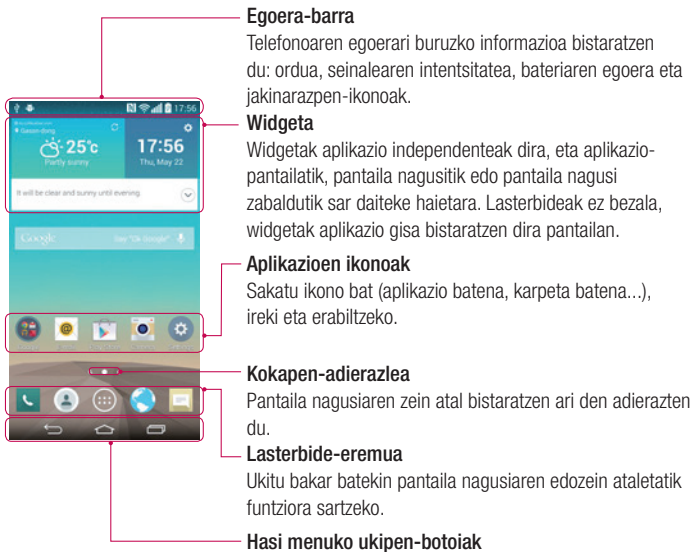 Egoera-barra
Telefonoaren egoerari buruzko informazioa bistaratzen
du: ordua, seinalearen intentsitatea, bateriaren egoera eta
jakinarazpen-ikonoak.
17:56
Widgeta
Widgetak aplikazio independenteak dira, eta aplikazio-
pantailatik, pantaila nagusitik edo pantaila nagusi
zabaldutik sar daiteke haietara. Lasterbideak ez bezala,
widgetak aplikazio gisa bistaratzen dira pantailan.
25°c
Partly sunny
17:56
Thu, May 22
It will be clear and sunny until evening
Google
Say "Ok Google"
Aplikazioen ikonoak
Sakatu ikono bat (aplikazio batena, karpeta batena...),
ireki eta erabiltzeko.
Kokapen-adierazlea
Pantaila nagusiaren zein atal bistaratzen ari den adierazten
du.
Lasterbide-eremua
Ukitu bakar batekin pantaila nagusiaren edozein ataletatik
funtziora sartzeko.
Hasi menuko ukipen-botoiak